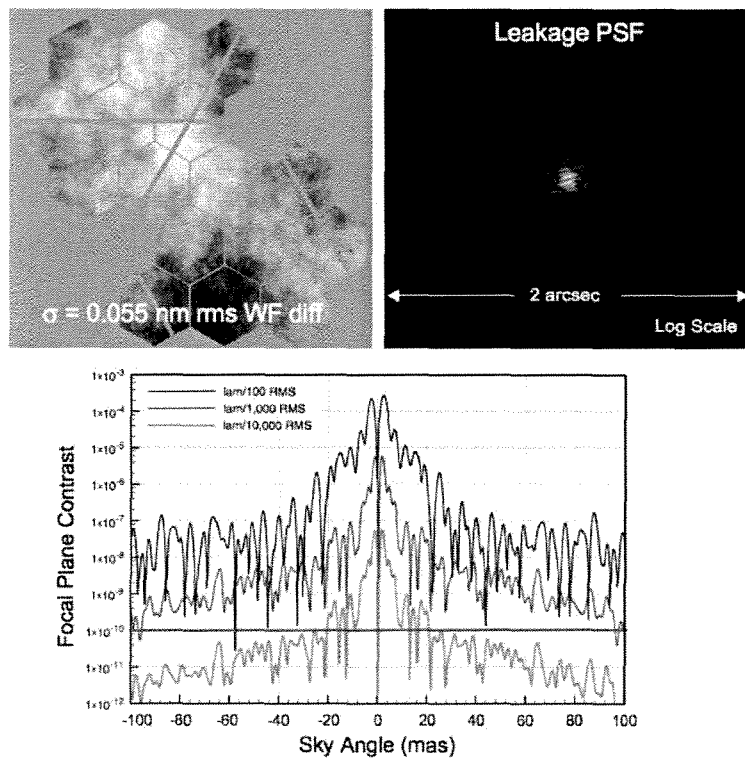 Leakage PSF
σ = 0.055 nm rms WF diff
2 arcsec
Log Scale
lam/100 RMS
lam/1,000 RMS
lam/10,000 RMS
Focal Plane Contrast
1×10⁻³
1×10⁻⁴
1×10⁻⁵
1×10⁻⁶
1×10⁻⁷
1×10⁻⁸
1×10⁻⁹
1×10⁻¹⁰
1×10⁻¹¹
1×10⁻¹²
-100 -80 -60 -40 -20 0 20 40 60 80 100
Sky Angle (mas)